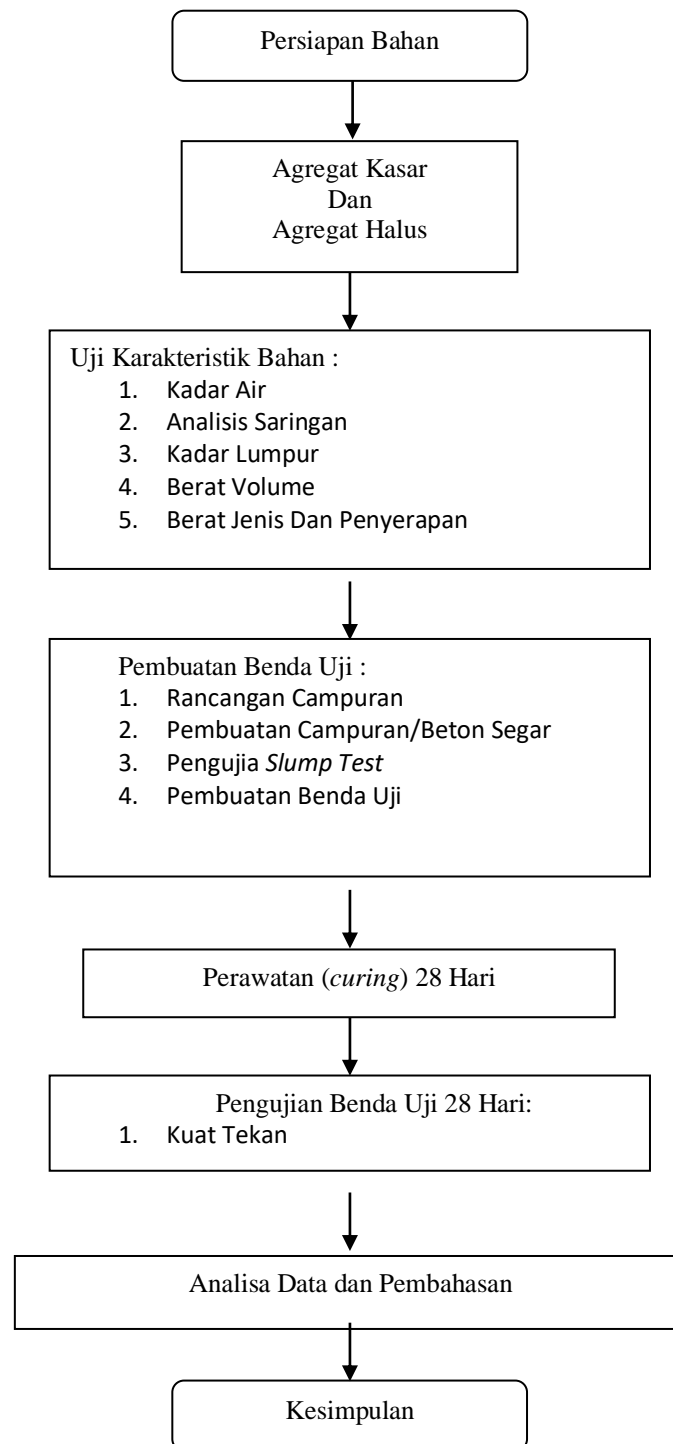 Persiapan Bahan
Agregat Kasar
Dan
Agregat Halus
Uji Karakteristik Bahan :
1. Kadar Air
2. Analisis Saringan
3. Kadar Lumpur
4. Berat Volume
5. Berat Jenis Dan Penyerapan
Pembuatan Benda Uji :
1. Rancangan Campuran
2. Pembuatan Campuran/Beton Segar
3. Pengujia Slump Test
4. Pembuatan Benda Uji
Perawatan (curing) 28 Hari
Pengujian Benda Uji 28 Hari:
1. Kuat Tekan
Analisa Data dan Pembahasan
Kesimpulan